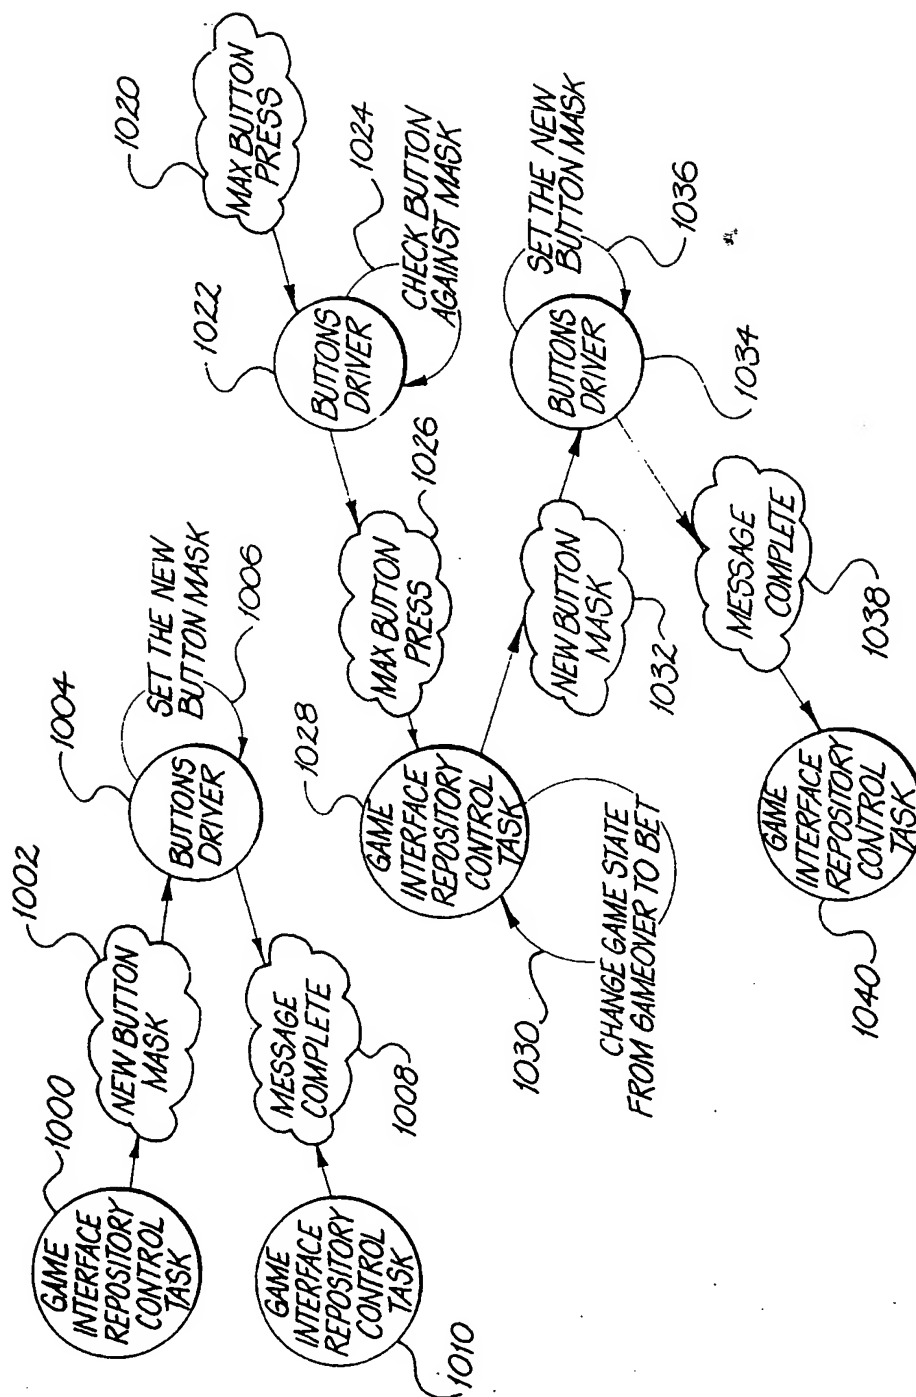 1000
GAME
INTERFACE
REPOSITORY
CONTROL
TASK
1002
NEW BUTTON
MASK
1004
BUTTONS
DRIVER
SET THE NEW
BUTTON MASK
1006
MESSAGE
COMPLETE
1008
GAME
INTERFACE
REPOSITORY
CONTROL
TASK
1010
1020
MAX BUTTON
PRESS
1022
BUTTONS
DRIVER
1024
CHECK BUTTON
AGAINST MASK
1026
MAX BUTTON
PRESS
1028
GAME
INTERFACE
REPOSITORY
CONTROL
TASK
1030
CHANGE GAME STATE
FROM GAMEOVER TO BET
NEW BUTTON
MASK
1032
BUTTONS
DRIVER
1034
SET THE NEW
BUTTON MASK
1036
MESSAGE
COMPLETE
1038
GAME
INTERFACE
REPOSITORY
CONTROL
TASK
1040